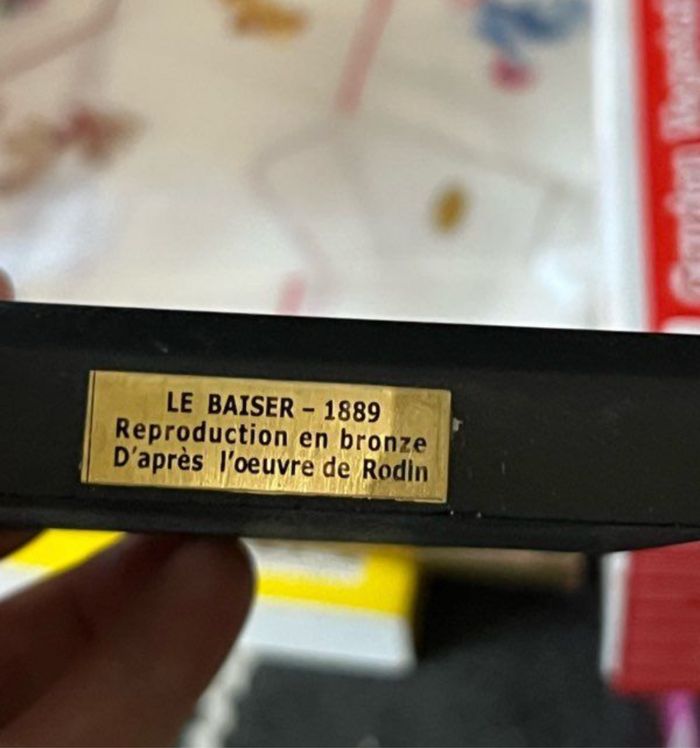 LE BAISER – 1889
Reproduction en bronze
D'après l'oeuvre de Rodin